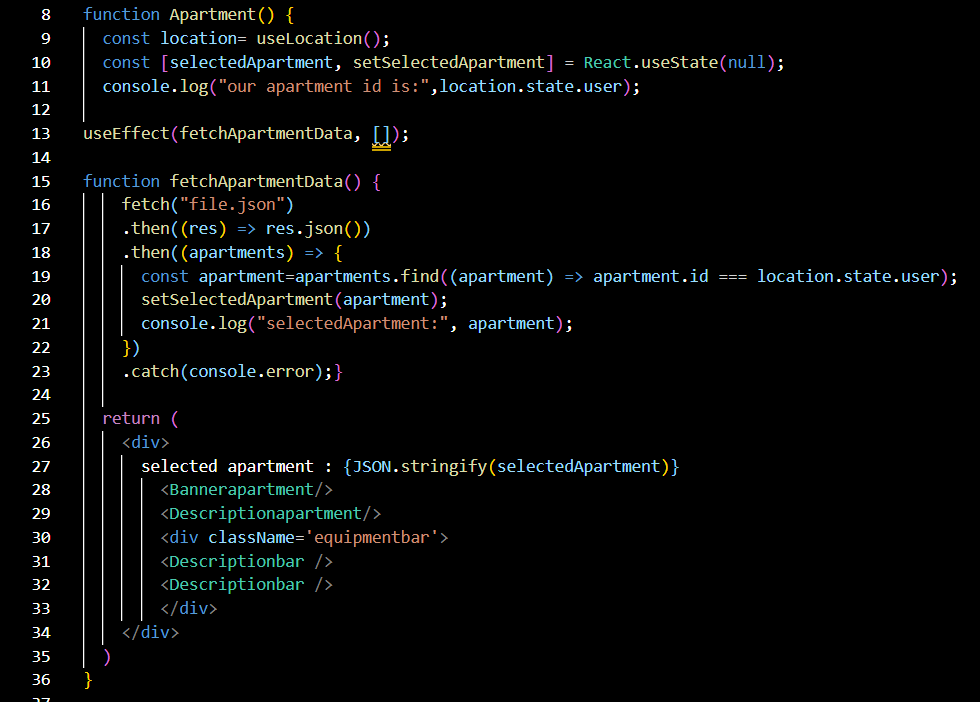 8 function Apartment() {
9 const location= useLocation();
10 const [selectedApartment, setSelectedApartment] = React.useState(null);
11 console.log("our apartment id is:",location.state.user);
12
13 useEffect(fetchApartmentData, []);
14
15 function fetchApartmentData() {
16 fetch("file.json")
17 .then((res) => res.json())
18 .then((apartments) => {
19 const apartment=apartments.find((apartment) => apartment.id === location.state.user);
20 setSelectedApartment(apartment);
21 console.log("selectedApartment:", apartment);
22 })
23 .catch(console.error);}
24
25 return (
26 <div>
27 selected apartment : {JSON.stringify(selectedApartment)}
28 <Bannerapartment/>
29 <Descriptionapartment/>
30 <div className='equipmentbar'>
31 <Descriptionbar />
32 <Descriptionbar />
33 </div>
34 </div>
35 )
36 }
37